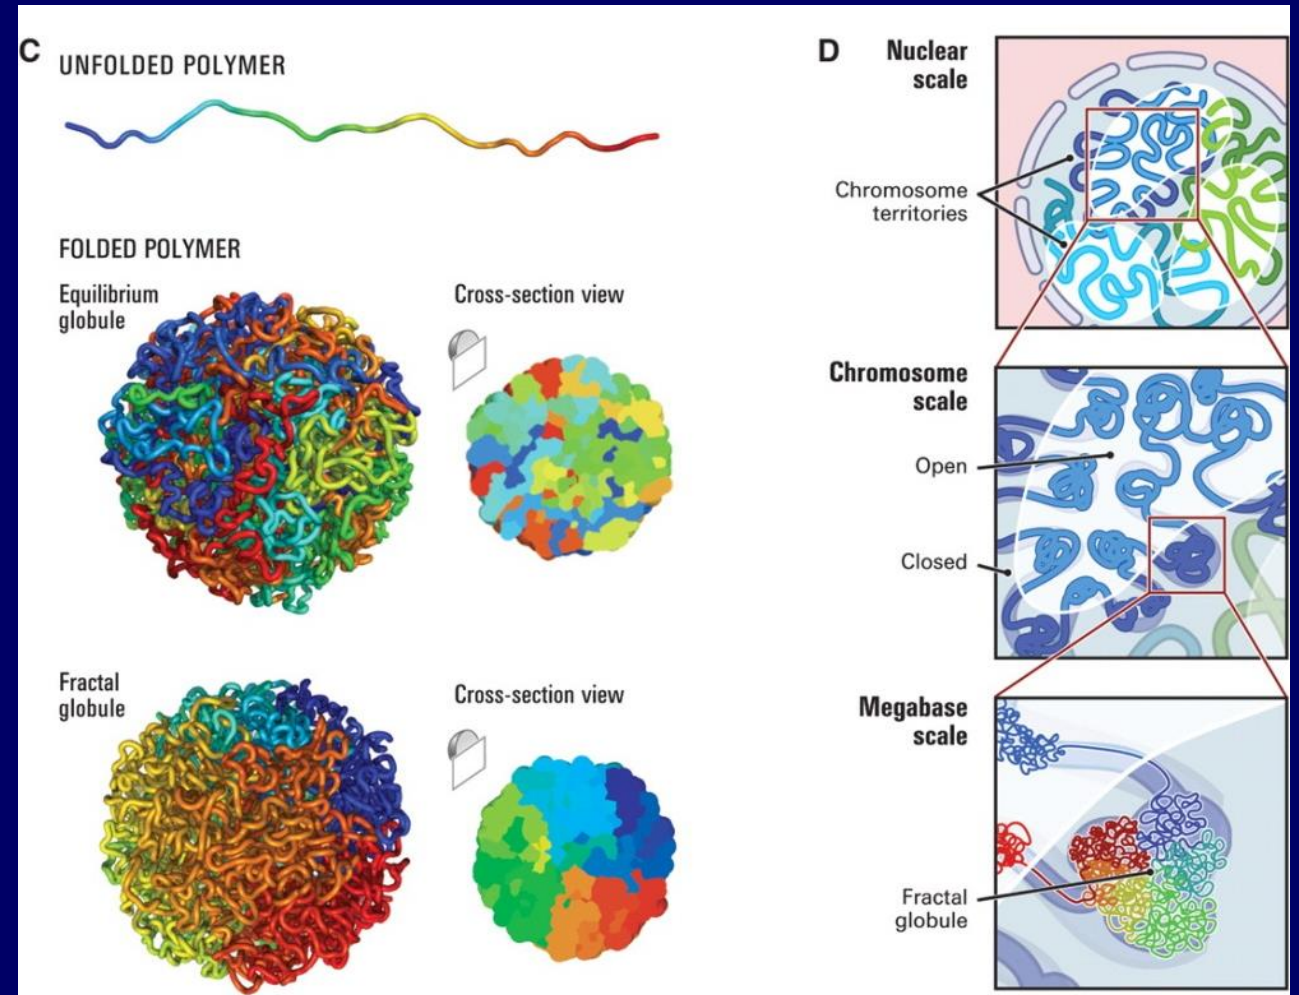 C
UNFOLDED POLYMER
FOLDED POLYMER
Equilibrium
globule
Cross-section view
Fractal
globule
Cross-section view
D
Nuclear
scale
Chromosome
territories
Chromosome
scale
Open
Closed
Megabase
scale
Fractal
globule